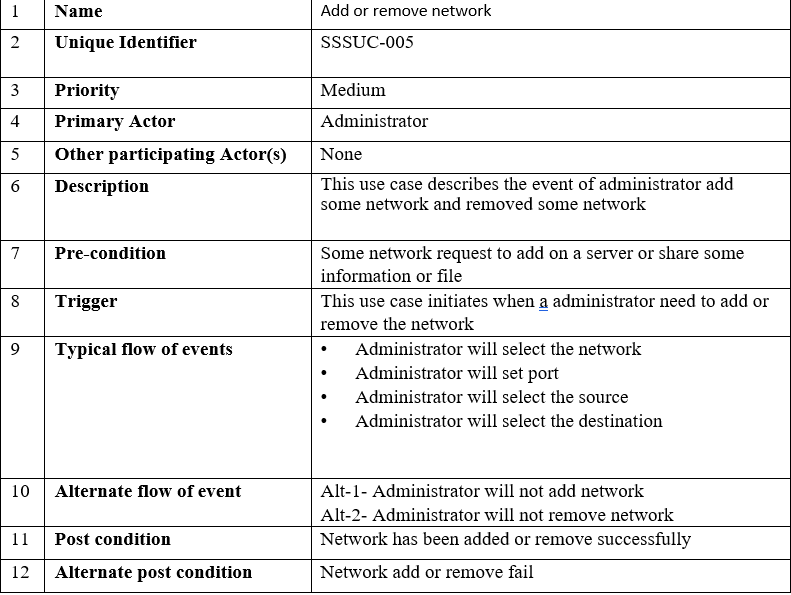 1 Name Add or remove network
2 Unique Identifier SSSUC-005
3 Priority Medium
4 Primary Actor Administrator
5 Other participating Actor(s) None
6 Description This use case describes the event of administrator add
some network and removed some network
7 Pre-condition Some network request to add on a server or share some
information or file
8 Trigger This use case initiates when a administrator need to add or
remove the network
9 Typical flow of events • Administrator will select the network
• Administrator will set port
• Administrator will select the source
• Administrator will select the destination
10 Alternate flow of event Alt-1- Administrator will not add network
Alt-2- Administrator will not remove network
11 Post condition Network has been added or remove successfully
12 Alternate post condition Network add or remove fail